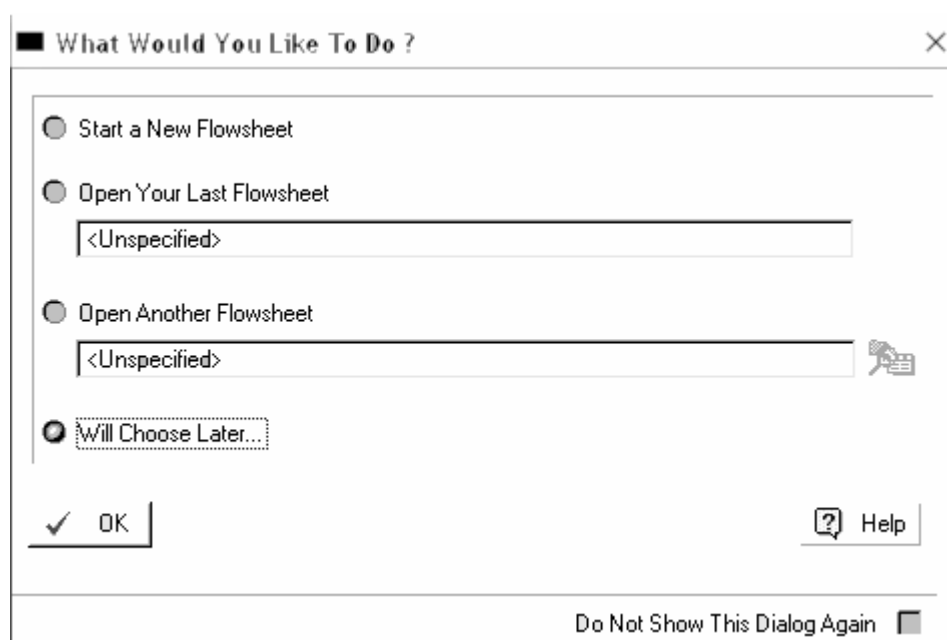 What Would You Like To Do ?
Start a New Flowsheet
Open Your Last Flowsheet
<Unspecified>
Open Another Flowsheet
<Unspecified>
Will Choose Later...
OK
Help
Do Not Show This Dialog Again